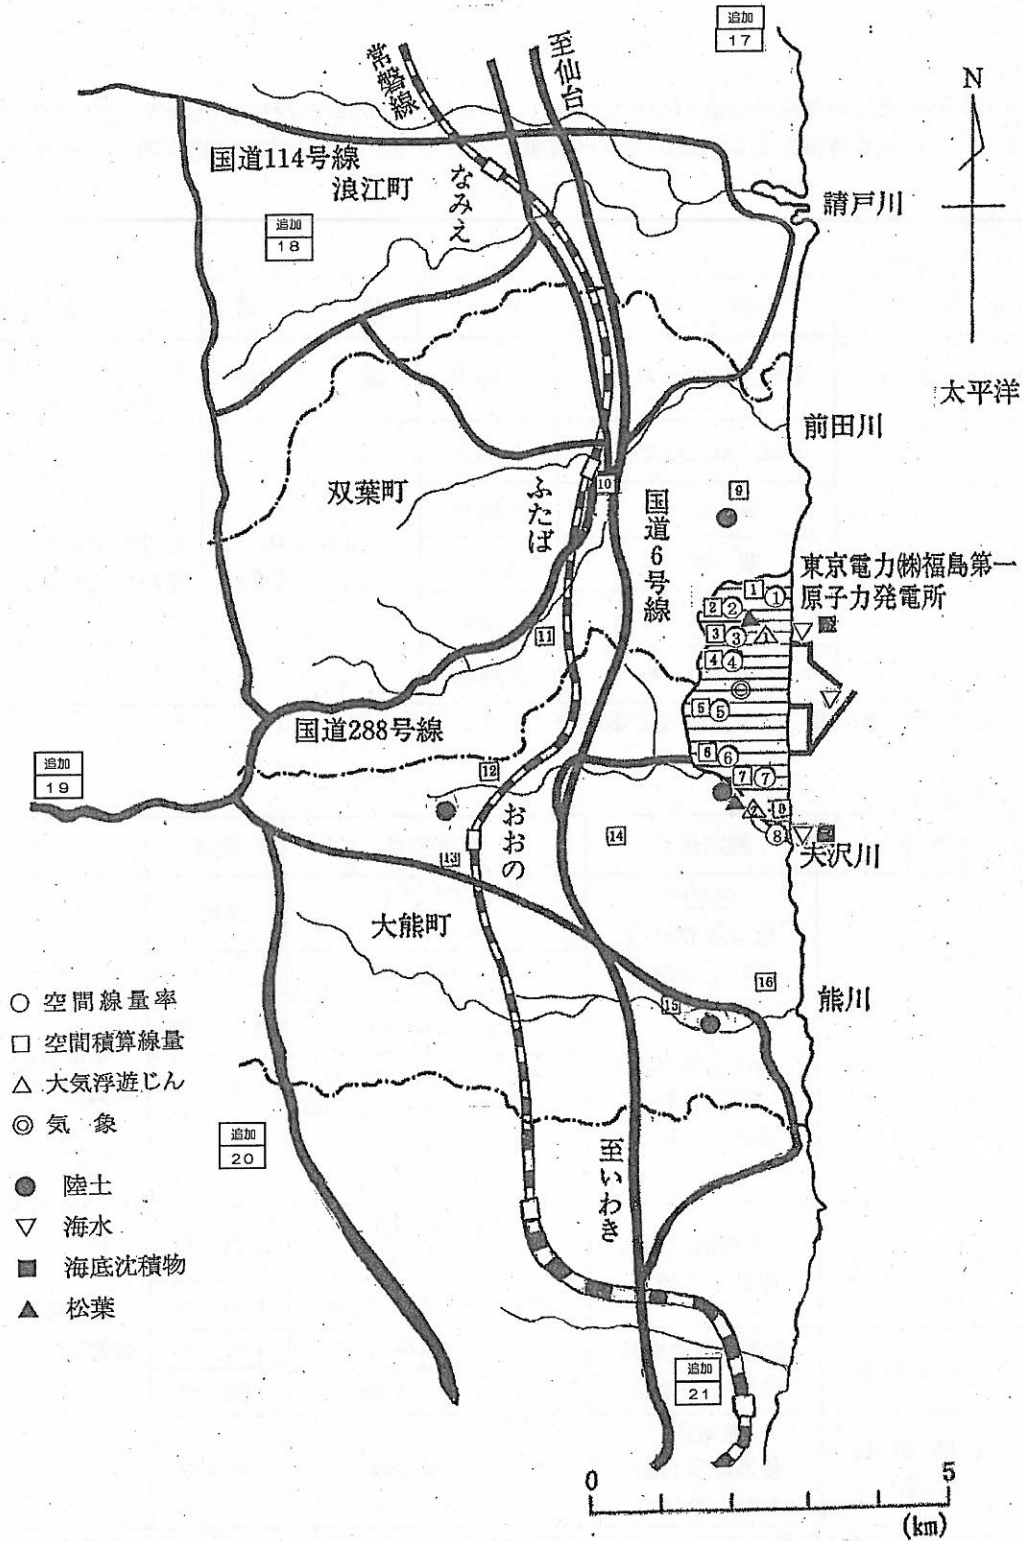 追加
17
常磐線
至仙台
N
国道114号線
浪江町
なみえ
請戸川
追加
18
太平洋
前田川
双葉町
ふたば
10
国道6号線
9
東京電力㈱福島第一
原子力発電所
1 ①
2 ②
3 ③ 1
4 ④
5 ⑤
6 ⑥
7 ⑦
2 8
⑧
11
国道288号線
追加
19
12
おおの
14
13
夫沢川
大熊町
16
15
熊川
○ 空間線量率
□ 空間積算線量
△ 大気浮遊じん
◎ 気象
● 陸土
▽ 海水
■ 海底沈積物
▲ 松葉
追加
20
至いわき
追加
21
0 5
(km)